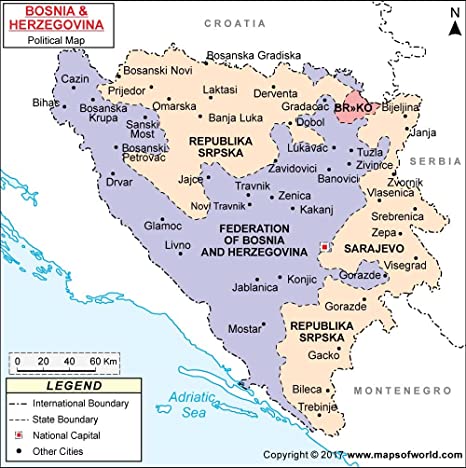 BOSNIA &
HERZEGOVINA
Political Map
CROATIA
N
Bosanska Gradiska
Bosanski Novi
Cazin
Prijedor
Laktasi
Derventa
Bihac
Bosanska
Krupa
Omarska
Gradacac
BR»KO
Bijeljina
Banja Luka
Dobol
Sanski
Most
Janja
REPUBLIKA
SRPSKA
Lukavac
Bosanski
Petrovac
Tuzla
SERBIA
Zavidovici
Zivinice
Drvar
Jajce
Banovici
Zvornik
Travnik
Vlasenica
Zenica
Novi Travnik
Kakanj
Srebrenica
Glamoc
FEDERATION
OF BOSNIA
AND HERZEGOVINA
Zepa
SARAJEVO
Livno
Visegrad
Gorazde
Konjic
Jablanica
Gorazde
Mostar
REPUBLIKA
SRPSKA
Gacko
0 20 40 60 Km
LEGEND
International Boundary
State Boundary
National Capital
Other Cities
Adriatic
Sea
Bileca
MONTENEGRO
Trebinje
Copyright © 2017 www.mapsofworld.com